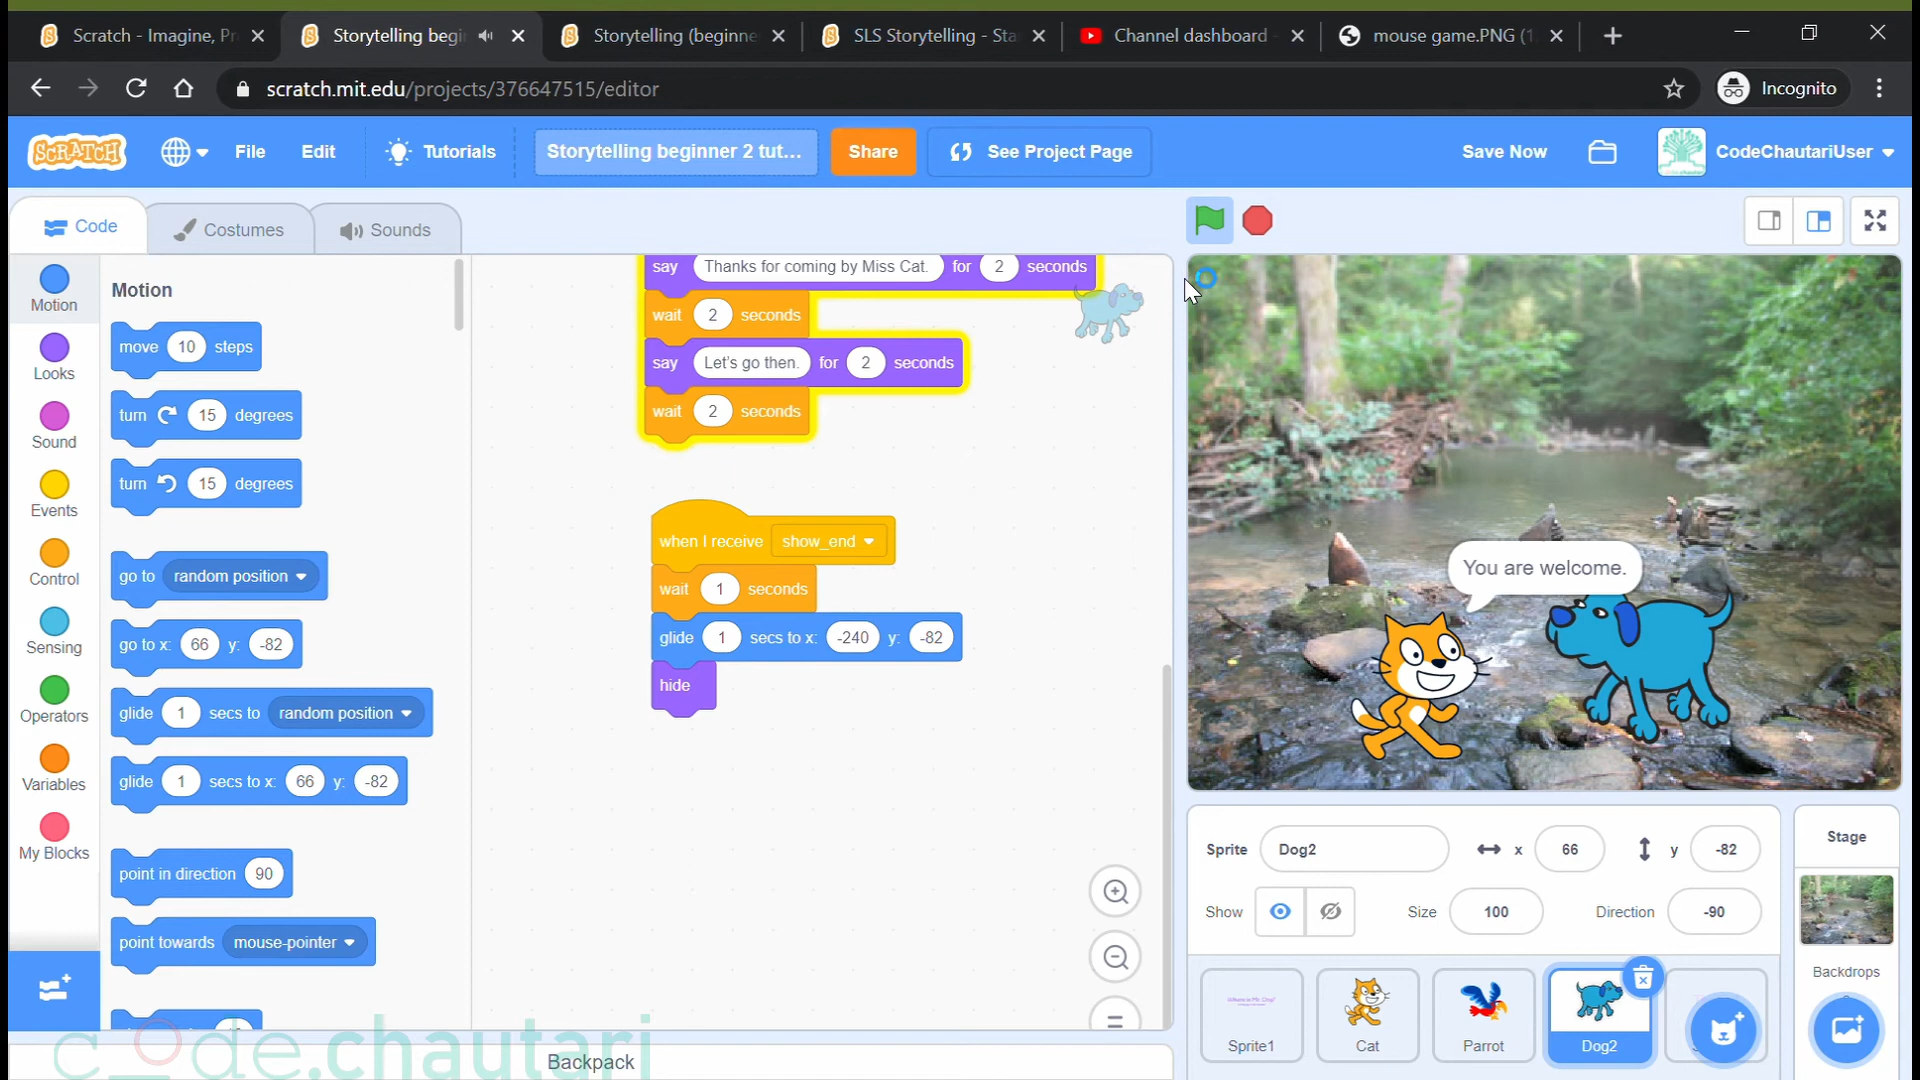 Scratch - Imagine, Pr
Storytelling begi
Storytelling (beginne
SLS Storytelling - Sta
Channel dashboard -
mouse game.PNG (1
scratch.mit.edu/projects/376647515/editor
Incognito
SCRATCH
File
Edit
Tutorials
Storytelling beginner 2 tut...
Share
See Project Page
Save Now
CodeChautariUser
Code
Costumes
Sounds
Motion
Looks
Sound
Events
Control
Sensing
Operators
Variables
My Blocks
Motion
move 10 steps
turn 15 degrees
turn 15 degrees
go to random position
go to x: 66 y: -82
glide 1 secs to random position
glide 1 secs to x: 66 y: -82
point in direction 90
point towards mouse-pointer
say Thanks for coming by Miss Cat. for 2 seconds
wait 2 seconds
say Let's go then. for 2 seconds
wait 2 seconds
when I receive show_end
wait 1 seconds
glide 1 secs to x: -240 y: -82
hide
You are welcome.
Sprite Dog2 x 66 y -82
Show Size 100 Direction -90
Where is Mr. Dog?
Sprite1
Cat
Parrot
Dog2
Stage
Backdrops
Backpack
code.chautari